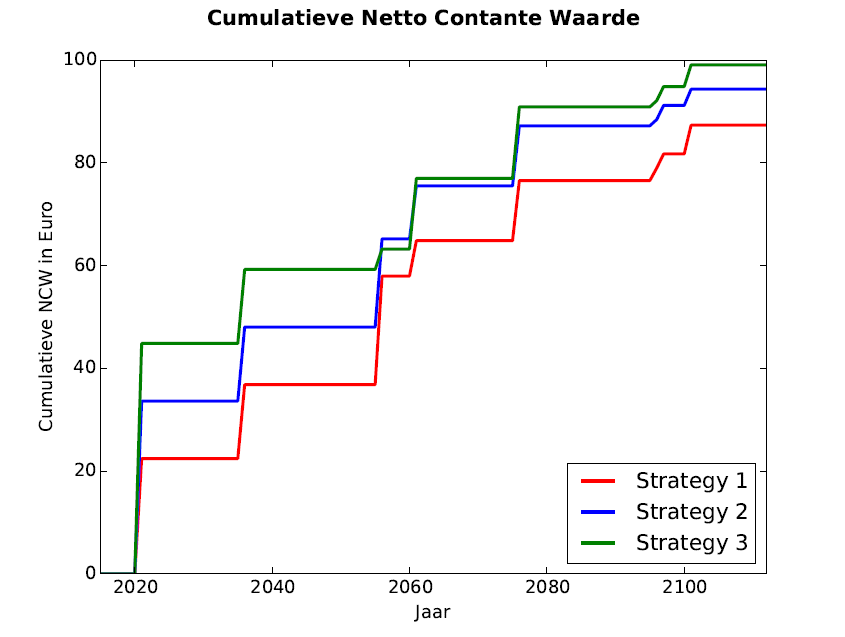 Cumulatieve Netto Contante Waarde
100
80
60
40
20
0
Cumulatieve NCW in Euro
2020 2040 2060 2080 2100
Jaar
Strategy 1
Strategy 2
Strategy 3